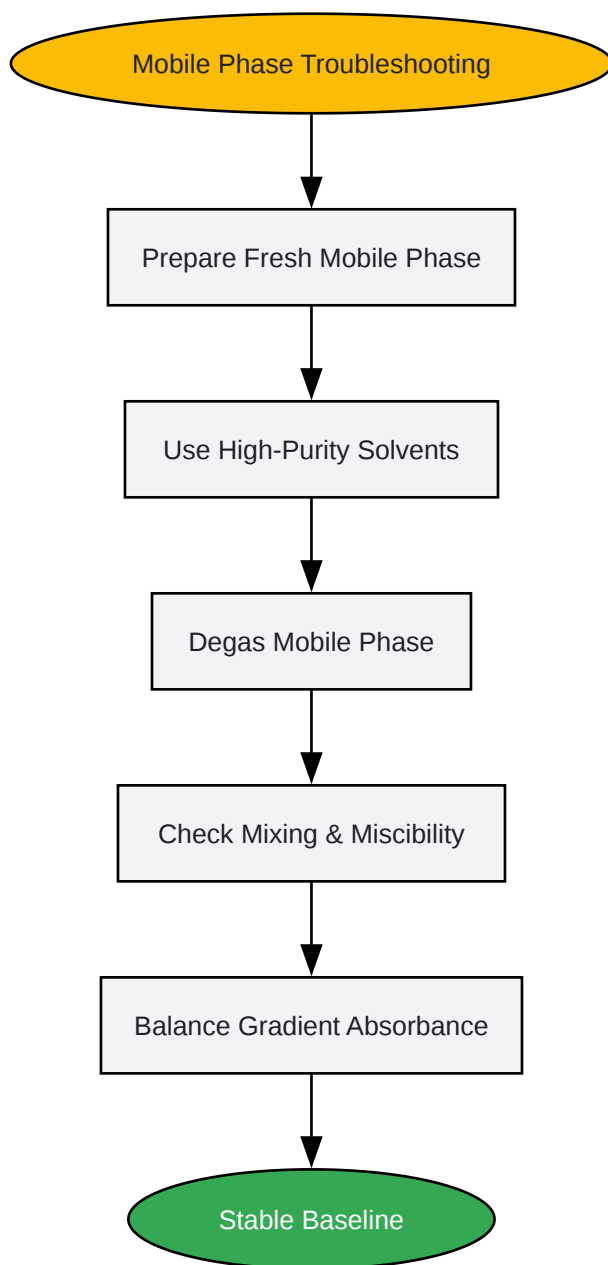 Mobile Phase Troubleshooting
Prepare Fresh Mobile Phase
Use High-Purity Solvents
Degas Mobile Phase
Check Mixing & Miscibility
Balance Gradient Absorbance
Stable Baseline